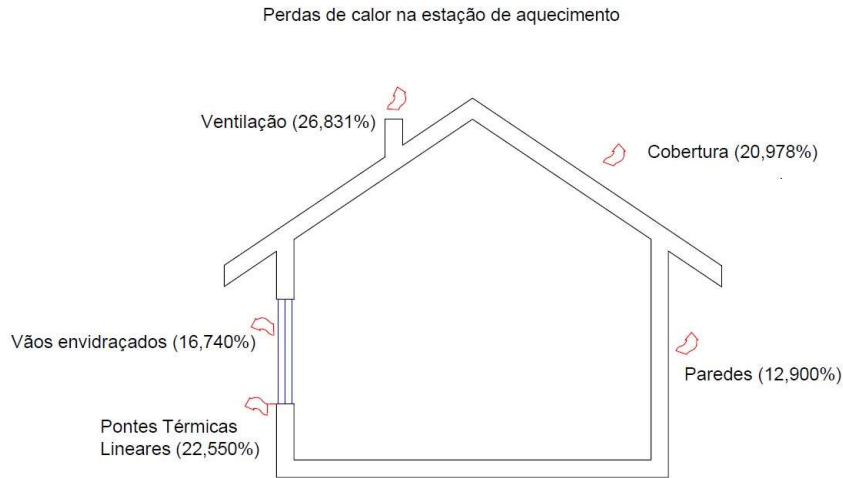 Perdas de calor na estação de aquecimento
Ventilação (26,831%)
Cobertura (20,978%)
Vãos envidraçados (16,740%)
Paredes (12,900%)
Pontes Térmicas
Lineares (22,550%)